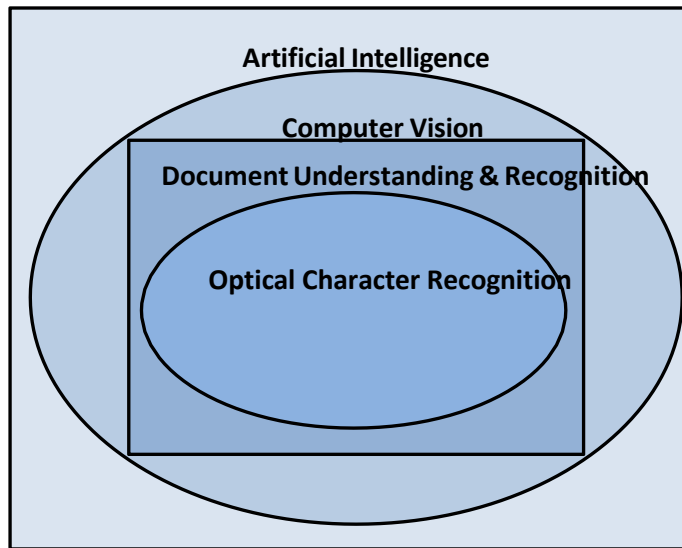 Artificial Intelligence
Computer Vision
Document Understanding & Recognition
Optical Character Recognition